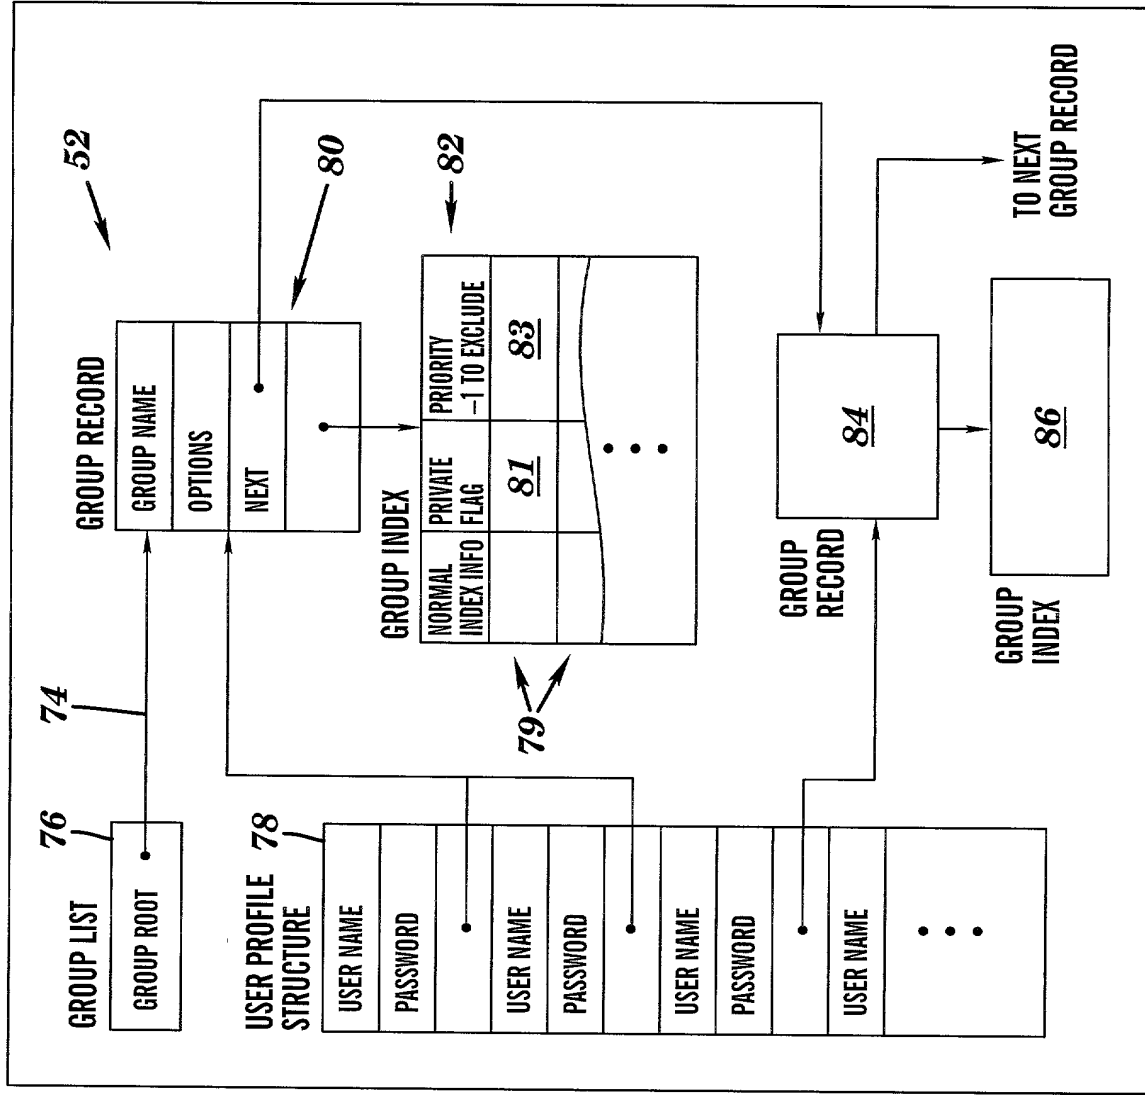 52
GROUP LIST
76
GROUP ROOT
74
GROUP RECORD
GROUP NAME
OPTIONS
NEXT
80
USER PROFILE
STRUCTURE
78
USER NAME
PASSWORD
USER NAME
PASSWORD
USER NAME
PASSWORD
USER NAME
GROUP INDEX
82
NORMAL
INDEX INFO
PRIVATE
FLAG
PRIORITY
–1 TO EXCLUDE
79
81
83
GROUP
RECORD
84
TO NEXT
GROUP RECORD
GROUP
INDEX
86